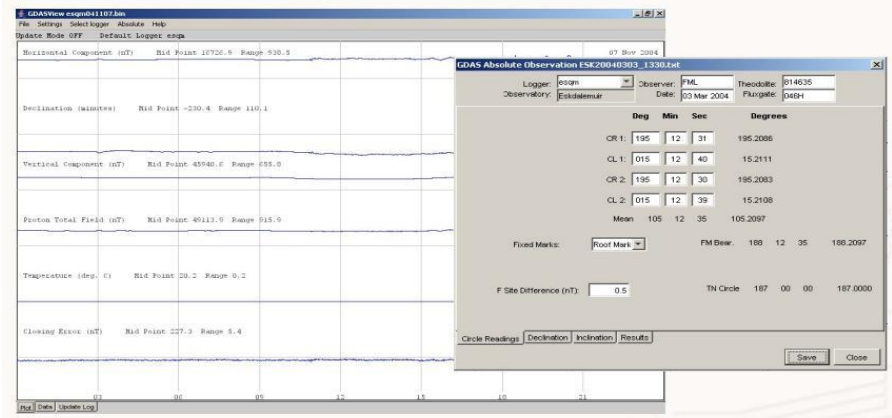 GDASView esqm041107.bin
File Settings Select logger Absolute Help
Update Mode OFF Default Logger esqm
Horizontal Component (nT) Mid Point 18726.9 Range 930.5
07 Nov 2004
Declination (minutes) Mid Point -230.4 Range 110.1
Vertical Component (nT) Mid Point 45940.6 Range 655.8
Proton Total Field (nT) Mid Point 49113.9 Range 915.9
Temperature (deg. C) Mid Point 20.2 Range 0.2
Closing Error (nT) Mid Point 227.3 Range 5.4
03 06 09 12 15 18 21
Plot Data Update Log
GDAS Absolute Observation ESK20040303_1330.txt
Logger: esqm Observer: FML Theodolite: 814635
Observatory: Eskdalemuir Date: 03 Mar 2004 Fluxgate: 046H
Deg Min Sec Degrees
CR 1: 195 12 31 195.2086
CL 1: 015 12 40 15.2111
CR 2: 195 12 30 195.2083
CL 2: 015 12 39 15.2108
Mean 105 12 35 105.2097
Fixed Marks: Roof Mark FM Bear. 188 12 35 188.2097
F Site Difference (nT): 0.5 TN Circle 187 00 00 187.0000
Circle Readings Declination Inclination Results
Save Close